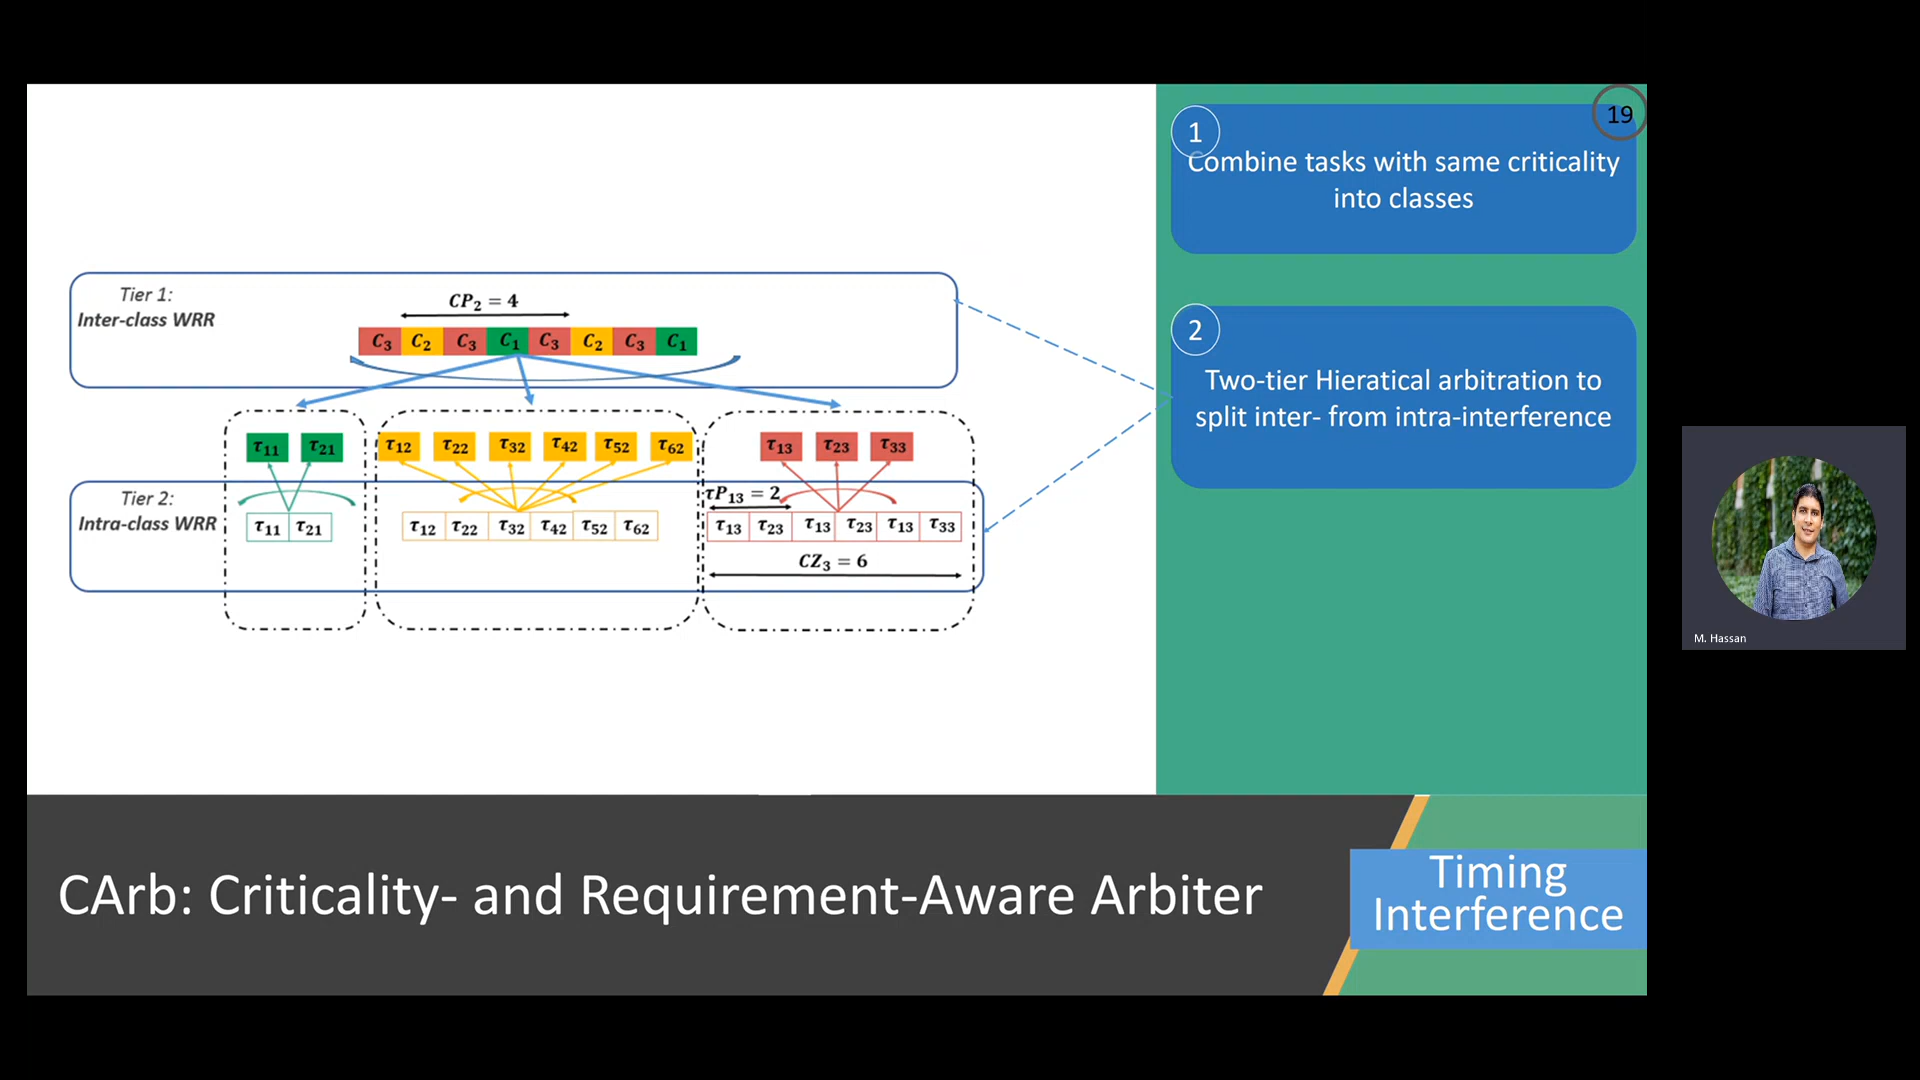 19
1
Combine tasks with same criticality
into classes
2
Two-tier Hieratical arbitration to
split inter- from intra-interference
Tier 1:
Inter-class WRR
CP₂ = 4
C₃ C₂ C₃ C₁ C₃ C₂ C₃ C₁
τ₁₁ τ₂₁ τ₁₂ τ₂₂ τ₃₂ τ₄₂ τ₅₂ τ₆₂ τ₁₃ τ₂₃ τ₃₃
Tier 2:
Intra-class WRR
τP₁₃ = 2
τ₁₁ τ₂₁ τ₁₂ τ₂₂ τ₃₂ τ₄₂ τ₅₂ τ₆₂ τ₁₃ τ₂₃ τ₁₃ τ₂₃ τ₁₃ τ₃₃
CZ₃ = 6
M. Hassan
CArb: Criticality- and Requirement-Aware Arbiter
Timing
Interference